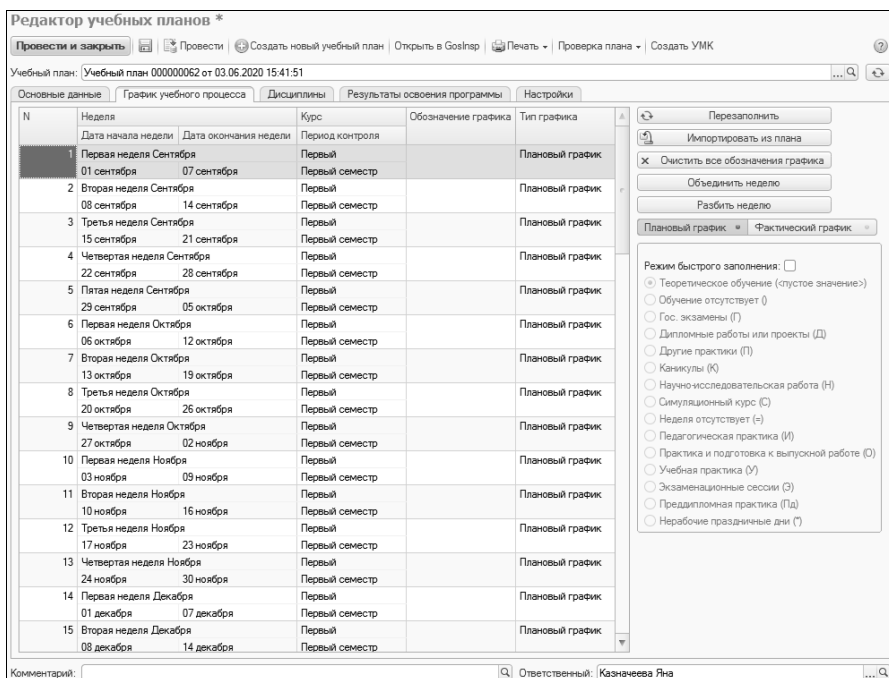 Редактор учебных планов *
Провести и закрыть Провести Создать новый учебный план Открыть в GosInsp Печать Проверка плана Создать УМК
Учебный план: Учебный план 000000062 от 03.06.2020 15:41:51
Основные данные График учебного процесса Дисциплины Результаты освоения программы Настройки
N Неделя Курс Обозначение графика Тип графика
Дата начала недели Дата окончания недели Период контроля
1 Первая неделя Сентября Первый Плановый график
01 сентября 07 сентября Первый семестр
2 Вторая неделя Сентября Первый Плановый график
08 сентября 14 сентября Первый семестр
3 Третья неделя Сентября Первый Плановый график
15 сентября 21 сентября Первый семестр
4 Четвертая неделя Сентября Первый Плановый график
22 сентября 28 сентября Первый семестр
5 Пятая неделя Сентября Первый Плановый график
29 сентября 05 октября Первый семестр
6 Первая неделя Октября Первый Плановый график
06 октября 12 октября Первый семестр
7 Вторая неделя Октября Первый Плановый график
13 октября 19 октября Первый семестр
8 Третья неделя Октября Первый Плановый график
20 октября 26 октября Первый семестр
9 Четвертая неделя Октября Первый Плановый график
27 октября 02 ноября Первый семестр
10 Первая неделя Ноября Первый Плановый график
03 ноября 09 ноября Первый семестр
11 Вторая неделя Ноября Первый Плановый график
10 ноября 16 ноября Первый семестр
12 Третья неделя Ноября Первый Плановый график
17 ноября 23 ноября Первый семестр
13 Четвертая неделя Ноября Первый Плановый график
24 ноября 30 ноября Первый семестр
14 Первая неделя Декабря Первый Плановый график
01 декабря 07 декабря Первый семестр
15 Вторая неделя Декабря Первый Плановый график
08 декабря 14 декабря Первый семестр
Перезаполнить
Импортировать из плана
Очистить все обозначения графика
Объединить неделю
Разбить неделю
Плановый график Фактический график
Режим быстрого заполнения:
Теоретическое обучение (<пустое значение>)
Обучение отсутствует ()
Гос. экзамены (Г)
Дипломные работы или проекты (Д)
Другие практики (П)
Каникулы (К)
Научно-исследовательская работа (Н)
Симуляционный курс (С)
Неделя отсутствует (=)
Педагогическая практика (И)
Практика и подготовка к выпускной работе (О)
Учебная практика (У)
Экзаменационные сессии (Э)
Преддипломная практика (Пд)
Нерабочие праздничные дни (*)
Комментарий: Ответственный: Казначеева Яна